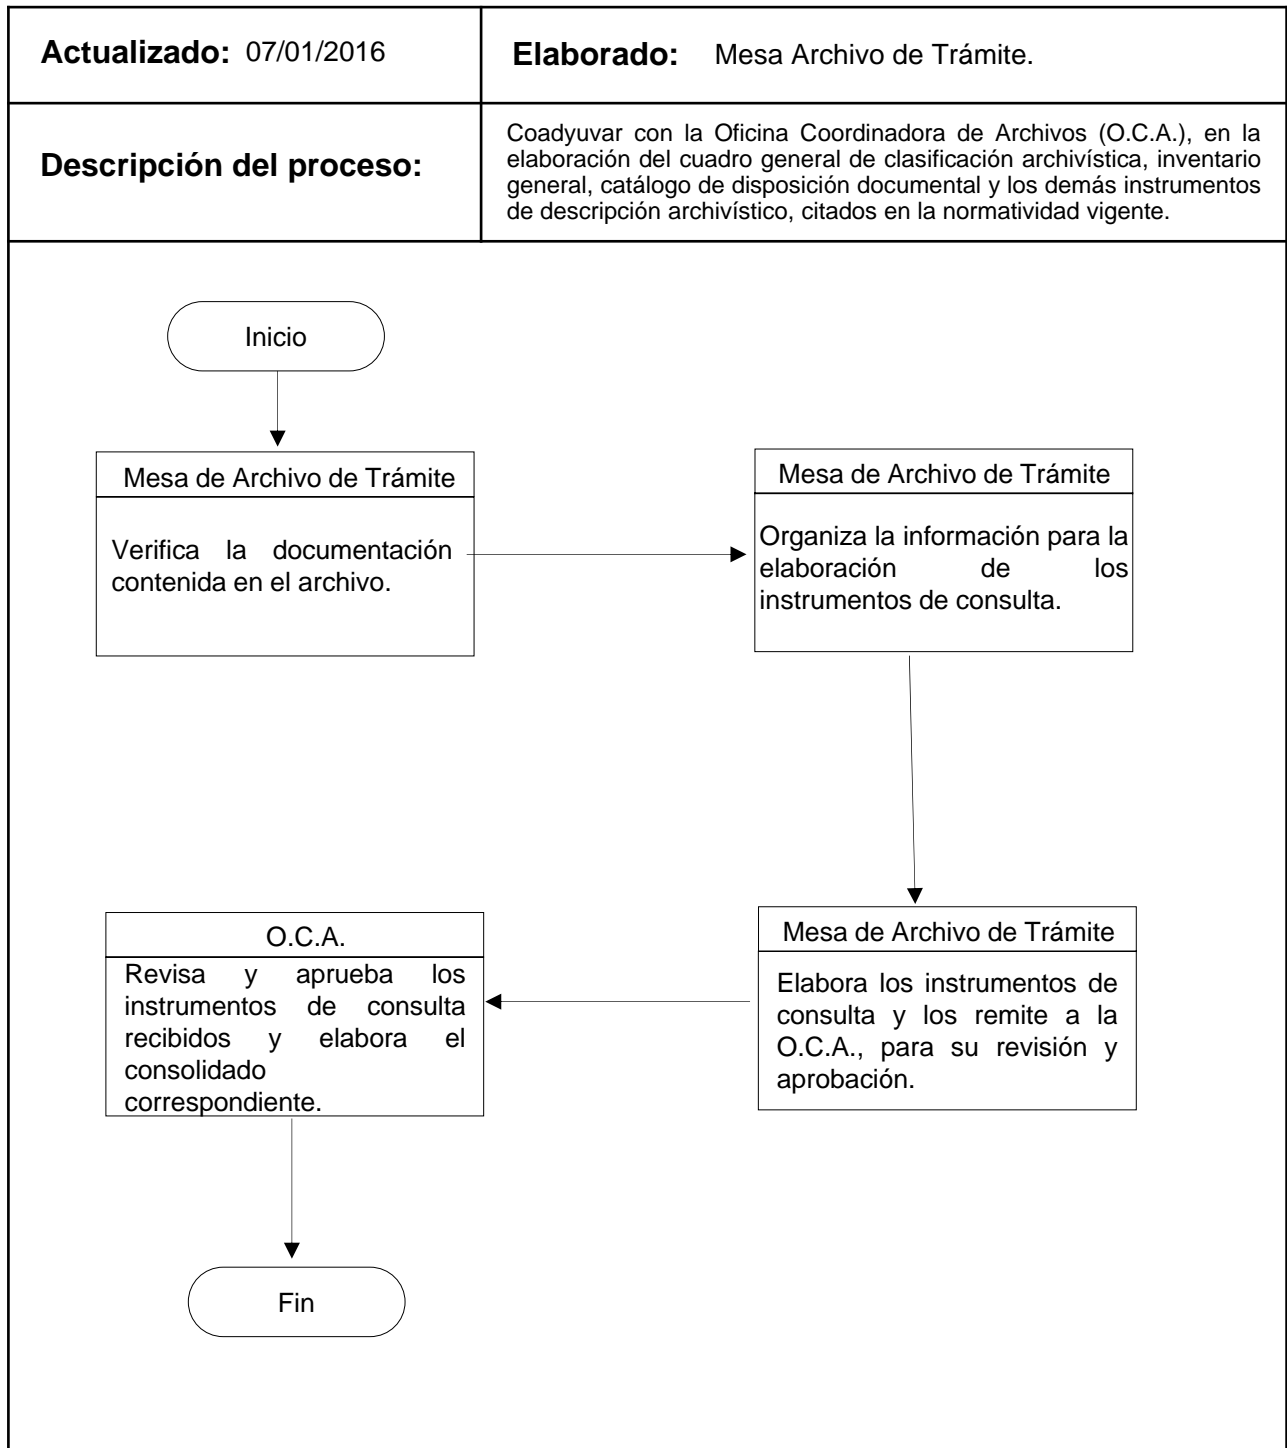 Actualizado: 07/01/2016
Elaborado: Mesa Archivo de Trámite.
Descripción del proceso:
Coadyuvar con la Oficina Coordinadora de Archivos (O.C.A.), en la
elaboración del cuadro general de clasificación archivística, inventario
general, catálogo de disposición documental y los demás instrumentos
de descripción archivístico, citados en la normatividad vigente.
Inicio
Mesa de Archivo de Trámite
Verifica la documentación
contenida en el archivo.
Mesa de Archivo de Trámite
Organiza la información para la
elaboración de los
instrumentos de consulta.
Mesa de Archivo de Trámite
Elabora los instrumentos de
consulta y los remite a la
O.C.A., para su revisión y
aprobación.
O.C.A.
Revisa y aprueba los
instrumentos de consulta
recibidos y elabora el
consolidado
correspondiente.
Fin